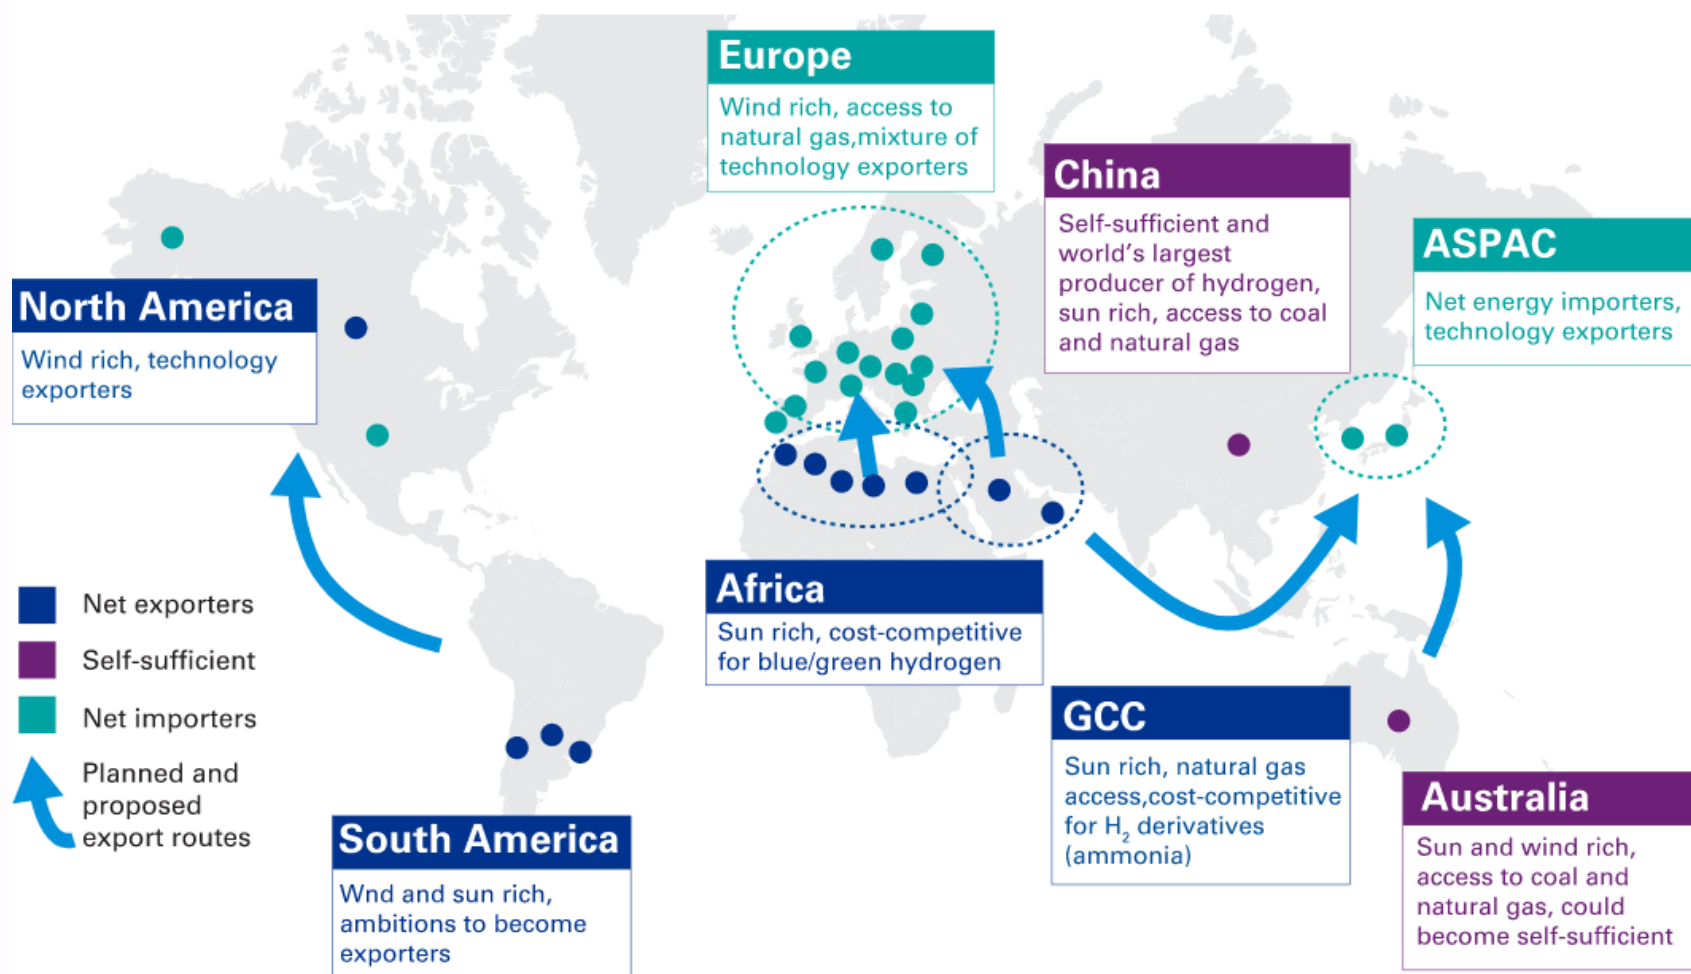 Europe
Wind rich, access to
natural gas,mixture of
technology exporters
China
Self-sufficient and
world's largest
producer of hydrogen,
sun rich, access to coal
and natural gas
ASPAC
Net energy importers,
technology exporters
North America
Wind rich, technology
exporters
Africa
Sun rich, cost-competitive
for blue/green hydrogen
Net exporters
Self-sufficient
Net importers
Planned and
proposed
export routes
GCC
Sun rich, natural gas
access,cost-competitive
for H₂ derivatives
(ammonia)
Australia
Sun and wind rich,
access to coal and
natural gas, could
become self-sufficient
South America
Wnd and sun rich,
ambitions to become
exporters